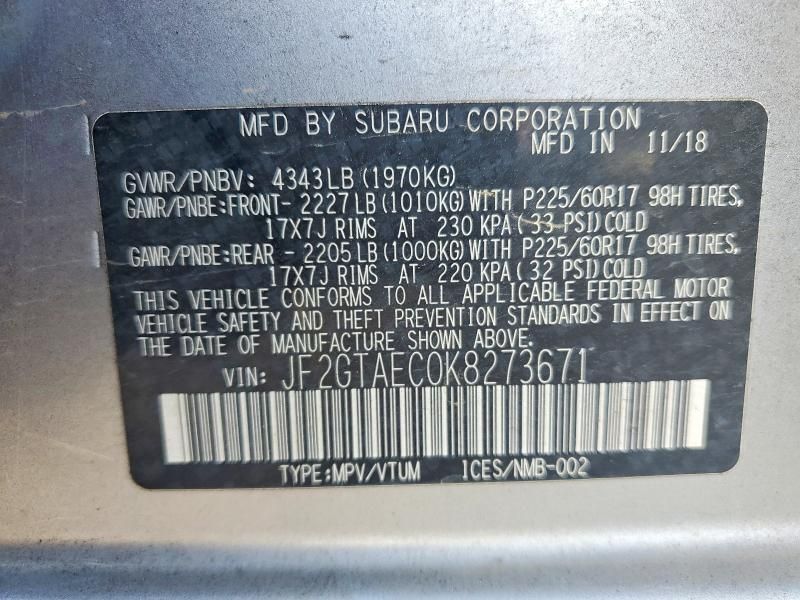 MFD BY SUBARU CORPORATION
MFD IN 11/18
GVWR/PNBV: 4343LB(1970KG)
GAWR/PNBE:FRONT- 2227LB(1010KG)WITH P225/60R17 98H TIRES,
17X7J RIMS AT 230 KPA(33 PSI)COLD
GAWR/PNBE:REAR - 2205LB(1000KG)WITH P225/60R17 98H TIRES,
17X7J RIMS AT 220 KPA(32 PSI)COLD
THIS VEHICLE CONFORMS TO ALL APPLICABLE FEDERAL MOTOR
VEHICLE SAFETY AND THEFT PREVENTION STANDARDS IN EFFECT ON
THE DATE OF MANUFACTURE SHOWN ABOVE.
VIN: JF2GTAEC0K8273671
TYPE:MPV/VTUM ICES/NMB-002